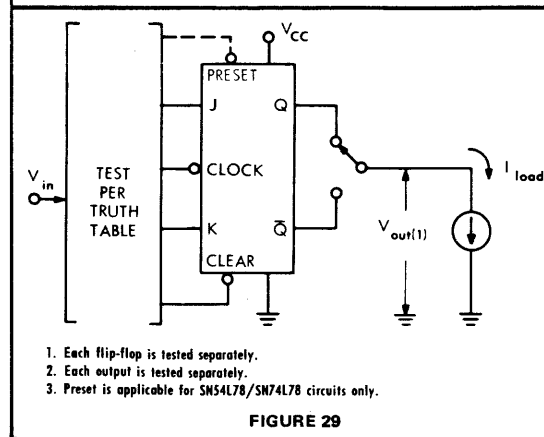 VCC
PRESET
J
Q
V in
TEST
PER
TRUTH
TABLE
CLOCK
I load
V out(1)
K
Q̅
CLEAR
1. Each flip-flop is tested separately.
2. Each output is tested separately.
3. Preset is applicable for SN54L78/SN74L78 circuits only.
FIGURE 29